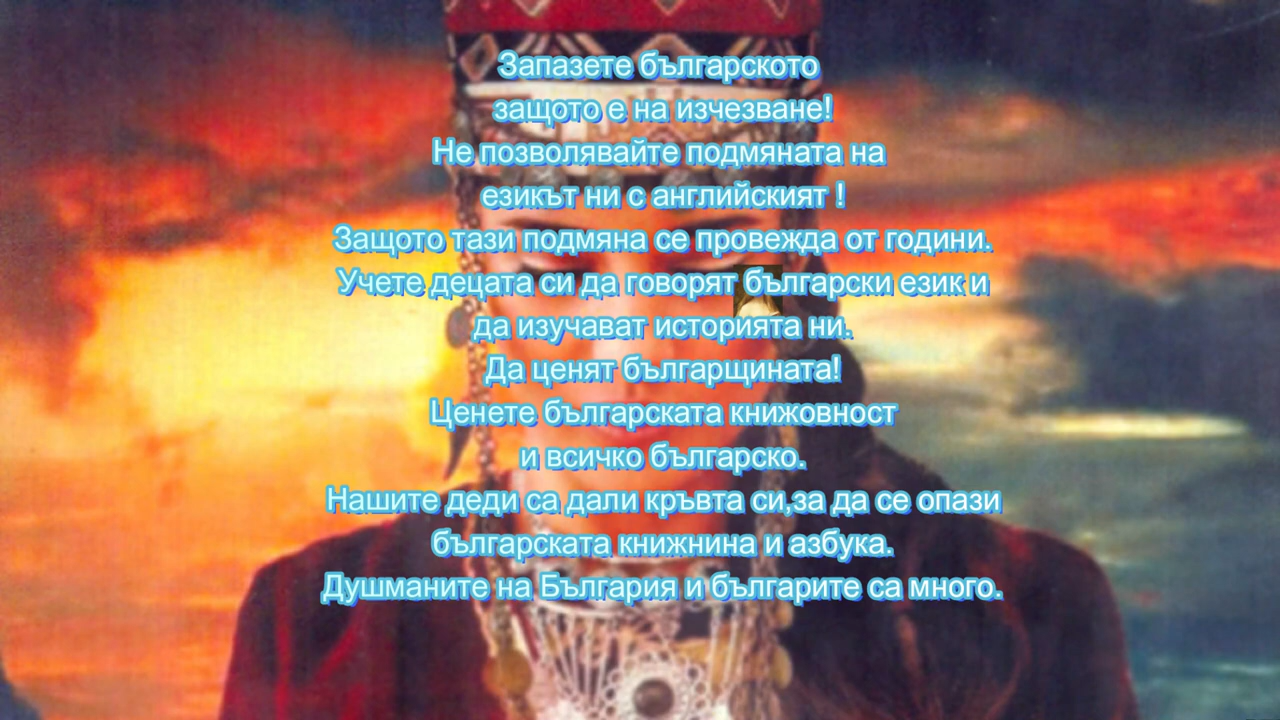 Запазете българското
защото е на изчезване!
Не позволявайте подмяната на
езикът ни с английският !
Защото тази подмяна се провежда от години.
Учете децата си да говорят български език и
да изучават историята ни.
Да ценят българщината!
Ценете българската книжовност
и всичко българско.
Нашите деди са дали кръвта си,за да се опази
българската книжнина и азбука.
Душманите на България и българите са много.